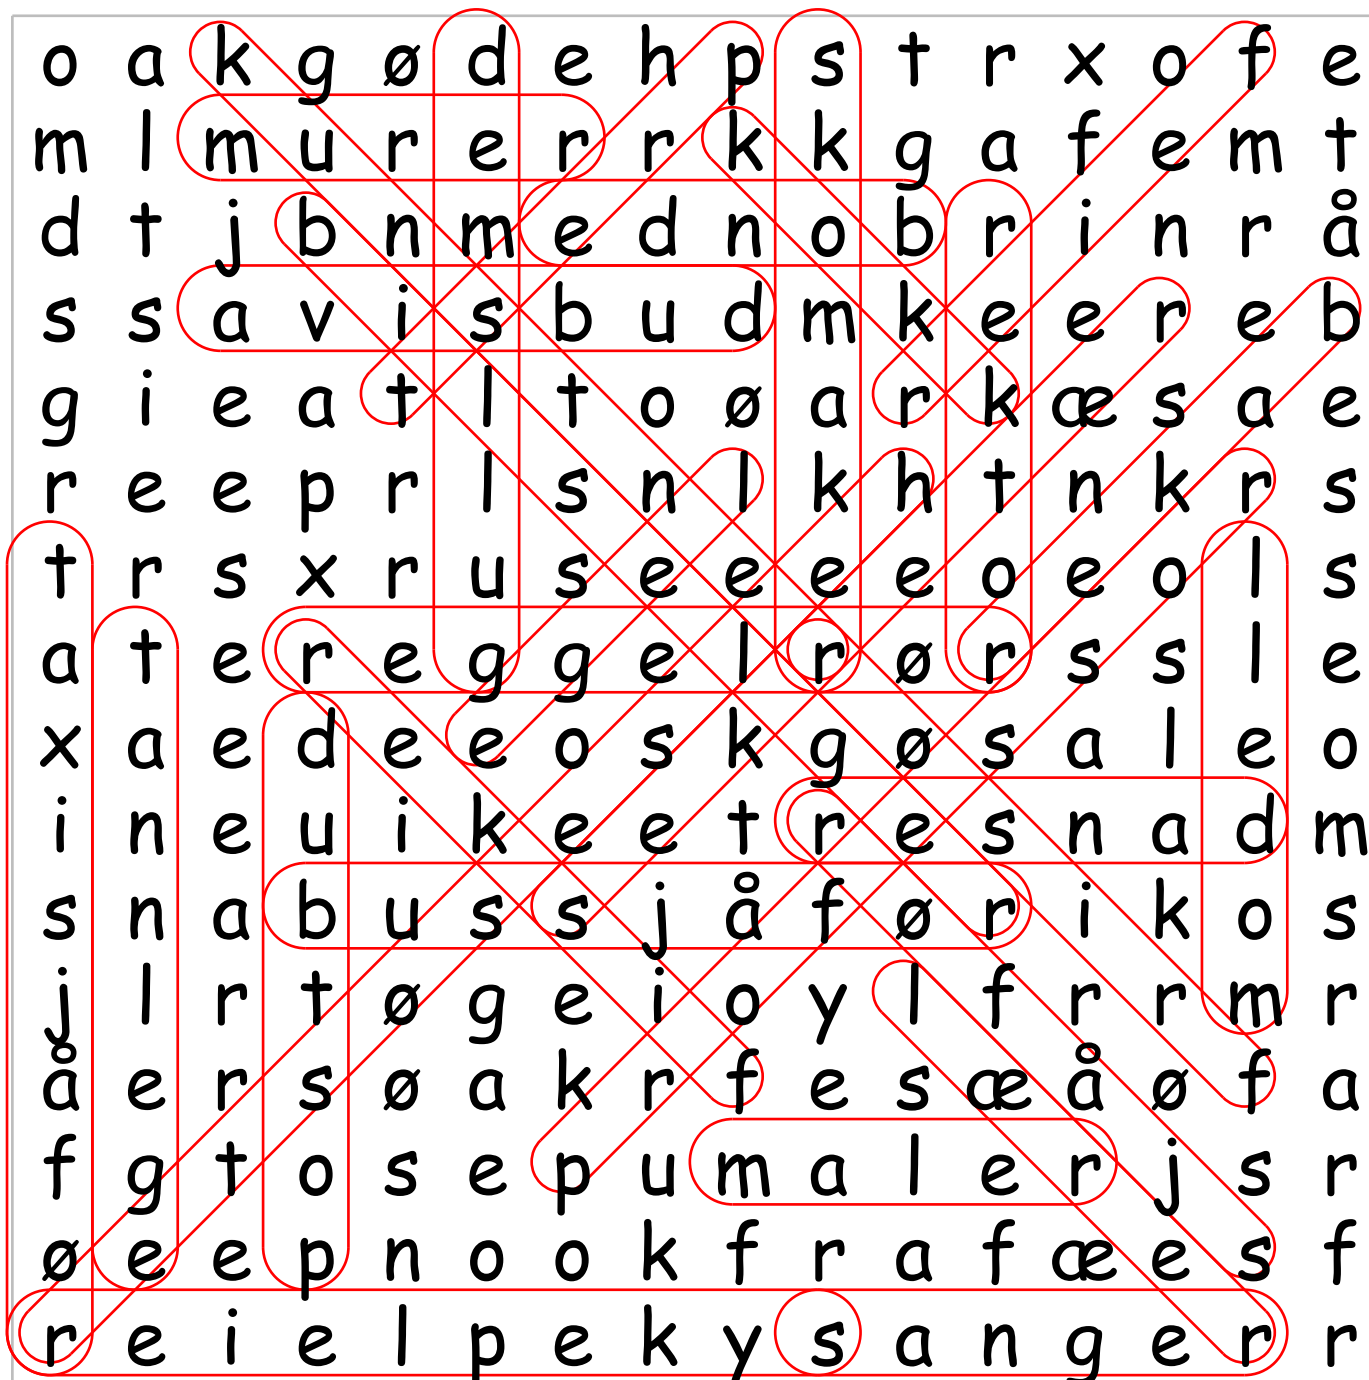 o a k g ø d e h p s t r x o f e
m l m u r e r r k k g a f e m t
d t j b n m e d n o b r i n r å
s s a v i s b u d m k e e r e b
g i e a t l t o ø a r k æ s a e
r e e p r l s n l k h t n k r s
t r s x r u s e e e e o e o l s
a t e r e g g e l r ø r s s l e
x a e d e e o s k g ø s a l e o
i n e u i k e e t r e s n a d m
s n a b u s s j å f ø r i k o s
j l r t ø g e i o y l f r r m r
å e r s ø a k r f e s æ å ø f a
f g t o s e p u m a l e r j s r
ø e e p n o o k f r a f æ e s f
r e i e l p e k y s a n g e r r